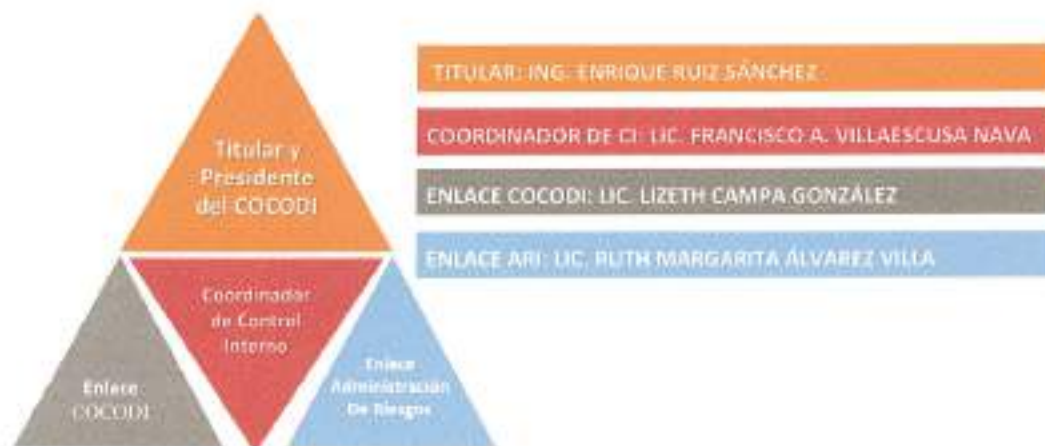 Titular y
Presidente
del COCODI
Coordinador
de Control
Interno
Enlace
COCODI
Enlace
Administración
De Riesgos
TITULAR: ING. ENRIQUE RUIZ SÁNCHEZ
COORDINADOR DE CI: LIC. FRANCISCO A. VILLAESCUSA NAVA
ENLACE COCODI: LIC. LIZETH CAMPA GONZÁLEZ
ENLACE ARI: LIC. RUTH MARGARITA ÁLVAREZ VILLA